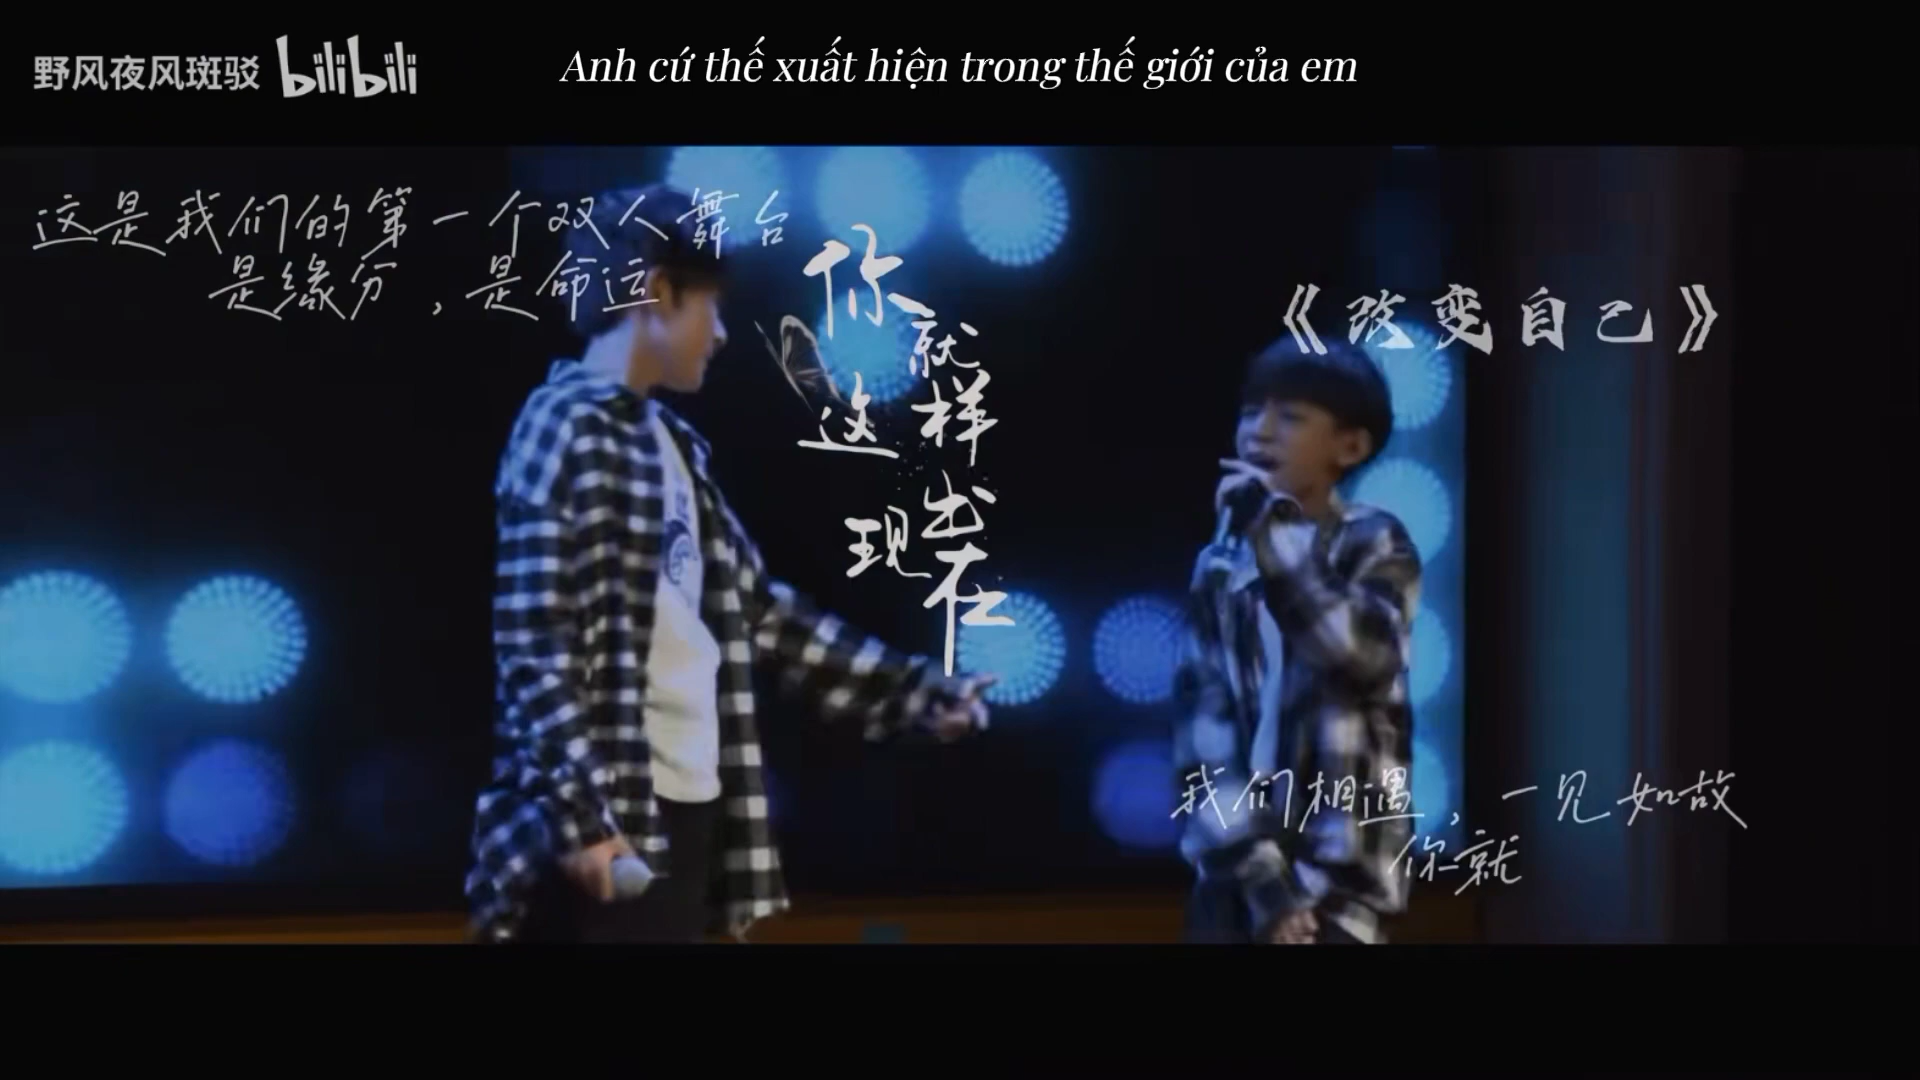 野风夜风斑驳 bilibili
Anh cứ thế xuất hiện trong thế giới của em
这是我们的第一个双人舞台
是缘分，是命运
你就
这样
出
现在
《改变自己》
我们相遇，一见如故
你就